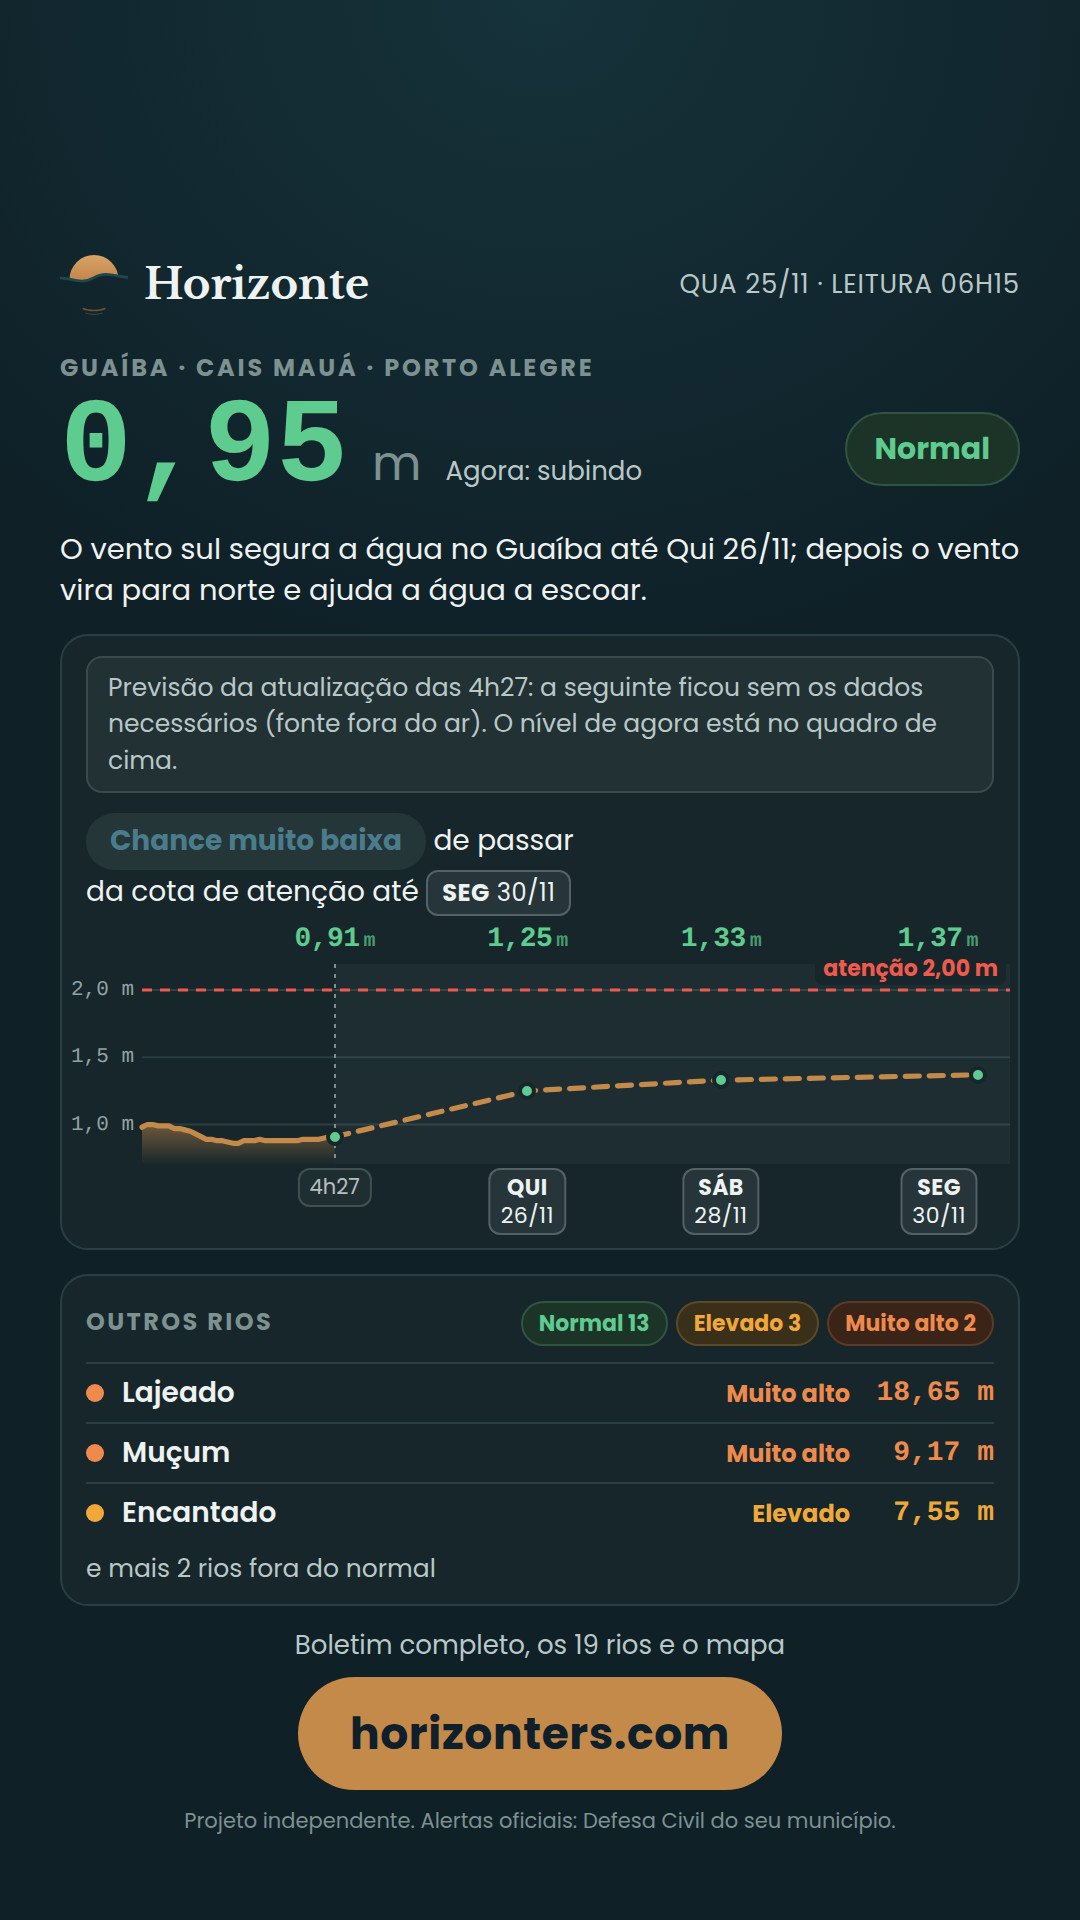 Horizonte
QUA 25/11 · LEITURA 06H15
GUAÍBA · CAIS MAUÁ · PORTO ALEGRE
0,95 m Agora: subindo
Normal
O vento sul segura a água no Guaíba até Qui 26/11; depois o vento
vira para norte e ajuda a água a escoar.
Previsão da atualização das 4h27: a seguinte ficou sem os dados
necessários (fonte fora do ar). O nível de agora está no quadro de
cima.
Chance muito baixa de passar
da cota de atenção até SEG 30/11
0,91 m 1,25 m 1,33 m 1,37 m
atenção 2,00 m
2,0 m
1,5 m
1,0 m
4h27
QUI
26/11
SÁB
28/11
SEG
30/11
OUTROS RIOS
Normal 13 Elevado 3 Muito alto 2
Lajeado Muito alto 18,65 m
Muçum Muito alto 9,17 m
Encantado Elevado 7,55 m
e mais 2 rios fora do normal
Boletim completo, os 19 rios e o mapa
horizonters.com
Projeto independente. Alertas oficiais: Defesa Civil do seu município.